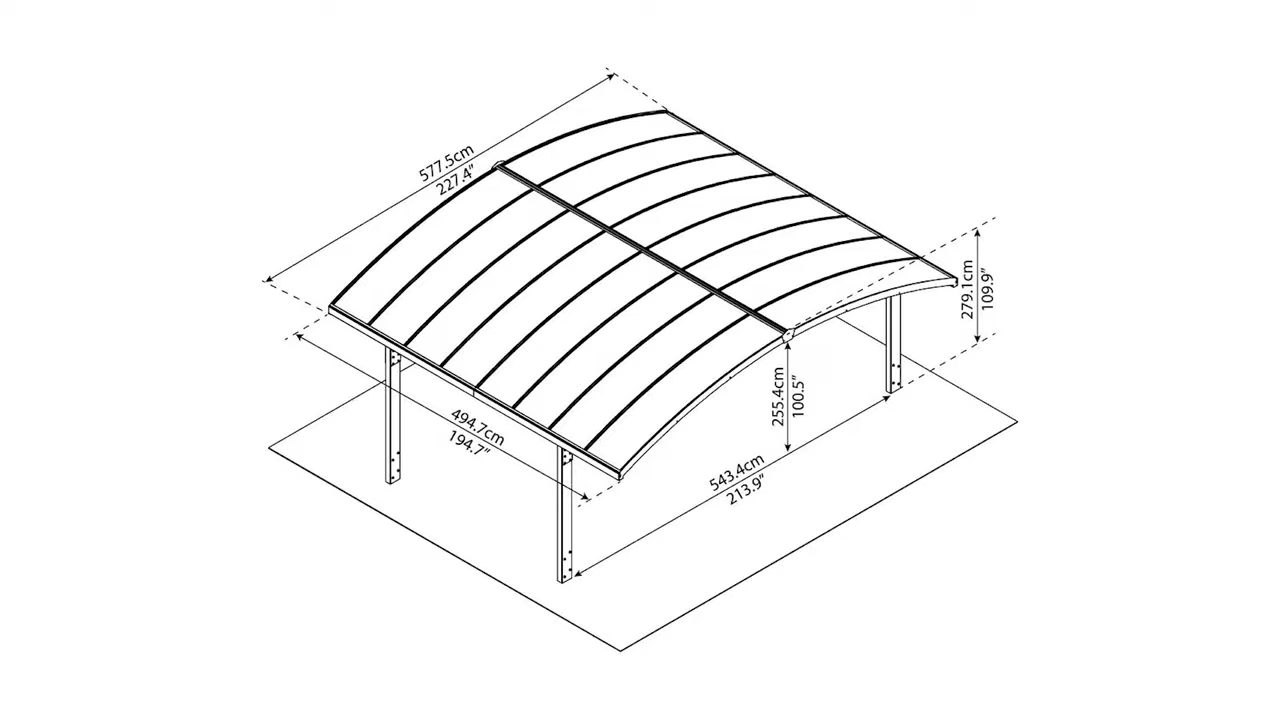 577.5cm
227.4”
279.1cm
109.9”
255.4cm
100.5”
494.7cm
194.7”
543.4cm
213.9”